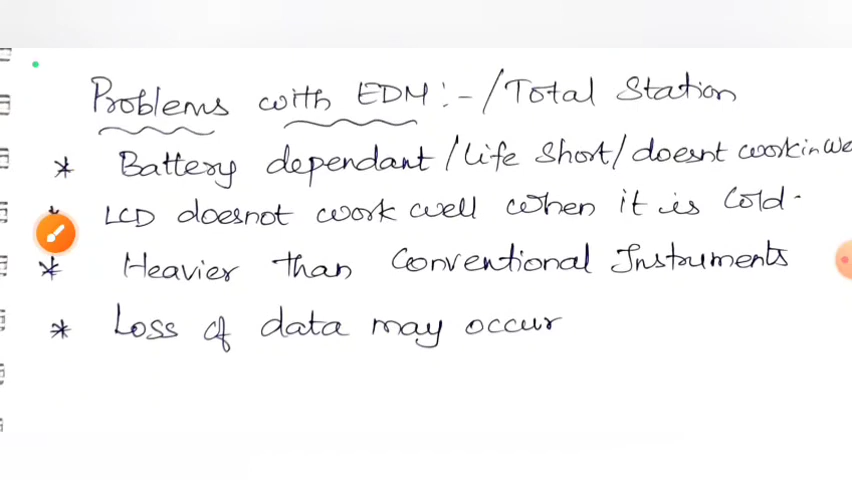 Problems with EDM :- / Total Station
* Battery dependant / Life short / doesnt work in we
* LCD doesnot work well when it is Cold.
* Heavier than Conventional Instruments
* Loss of data may occur